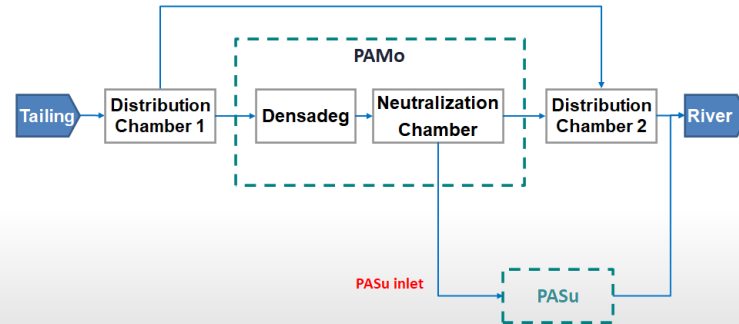 PAMo
Tailing
Distribution
Chamber 1
Densadeg
Neutralization
Chamber
Distribution
Chamber 2
River
PASu inlet
PASu